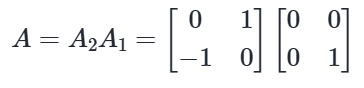 A = A₂A₁ = [0 1; -1 0] [0 0; 0 1]